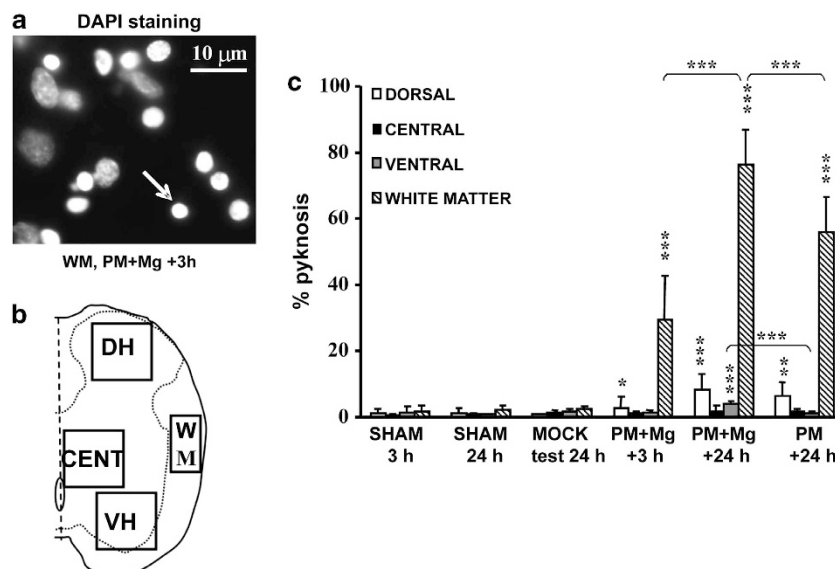 a
DAPI staining
10 µm
WM, PM+Mg +3h
b
DH
W
M
CENT
VH
c
% pyknosis
100
80
60
40
20
0
DORSAL
CENTRAL
VENTRAL
WHITE MATTER
*** ***
***
***
***
*** ***
* *** **
SHAM SHAM MOCK PM+Mg PM+Mg PM
3 h 24 h test 24 h +3 h +24 h +24 h